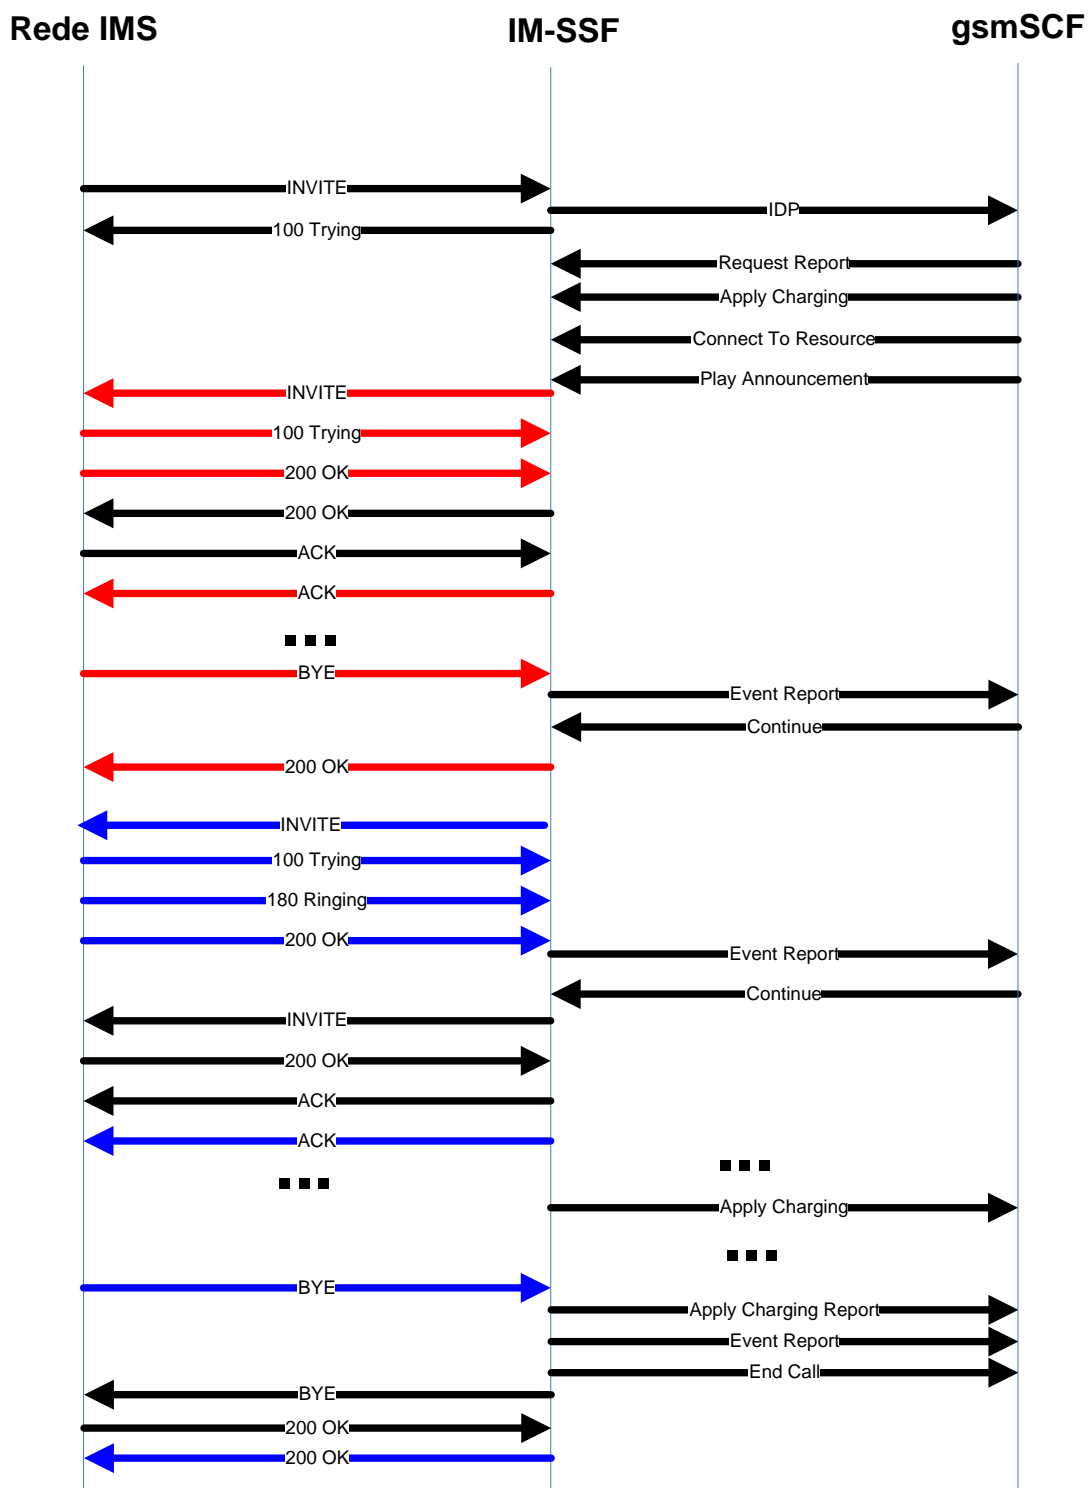 Rede IMS
IM-SSF
gsmSCF
INVITE
IDP
100 Trying
Request Report
Apply Charging
Connect To Resource
Play Announcement
INVITE
100 Trying
200 OK
200 OK
ACK
ACK
BYE
Event Report
Continue
200 OK
INVITE
100 Trying
180 Ringing
200 OK
Event Report
Continue
INVITE
200 OK
ACK
ACK
Apply Charging
BYE
Apply Charging Report
Event Report
End Call
BYE
200 OK
200 OK